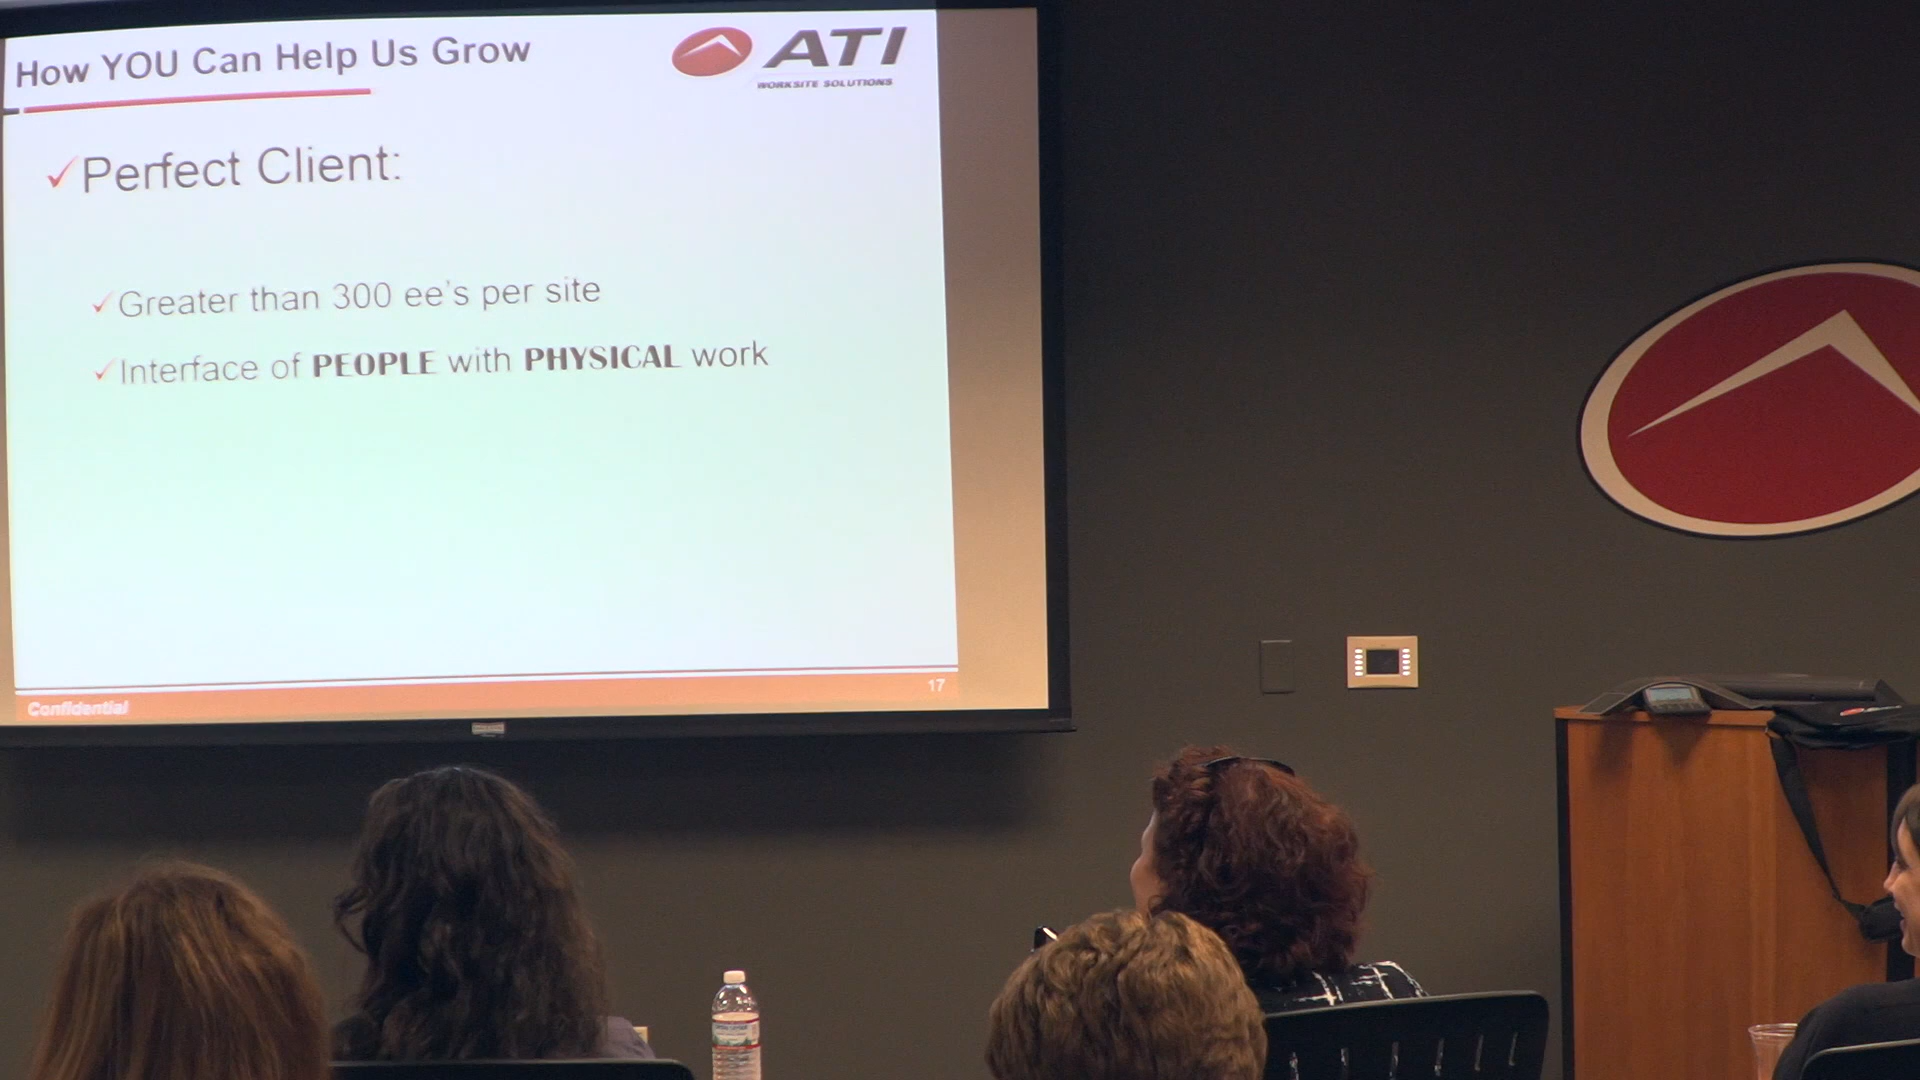 How YOU Can Help Us Grow
ATI
WORKSITE SOLUTIONS
✓Perfect Client:
✓Greater than 300 ee's per site
✓Interface of PEOPLE with PHYSICAL work
17
Confidential